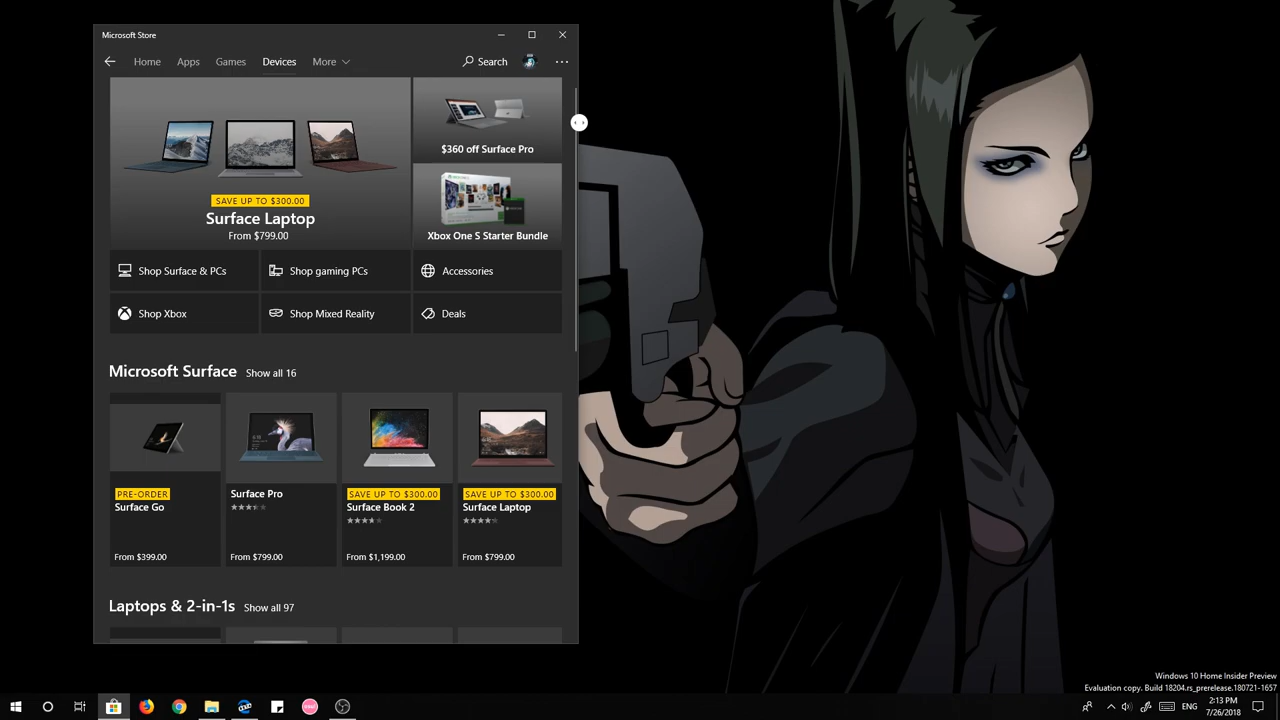 Microsoft Store
Home Apps Games Devices More Search
SAVE UP TO $300.00
Surface Laptop
From $799.00
$360 off Surface Pro
Xbox One S Starter Bundle
Shop Surface & PCs
Shop gaming PCs
Accessories
Shop Xbox
Shop Mixed Reality
Deals
Microsoft Surface Show all 16
PRE-ORDER
Surface Go
From $399.00
Surface Pro
From $799.00
SAVE UP TO $300.00
Surface Book 2
From $1,199.00
SAVE UP TO $300.00
Surface Laptop
From $799.00
Laptops & 2-in-1s Show all 97
Windows 10 Home Insider Preview
Evaluation copy. Build 18204.rs_prerelease.180721-1657
ENG
2:13 PM
7/26/2018